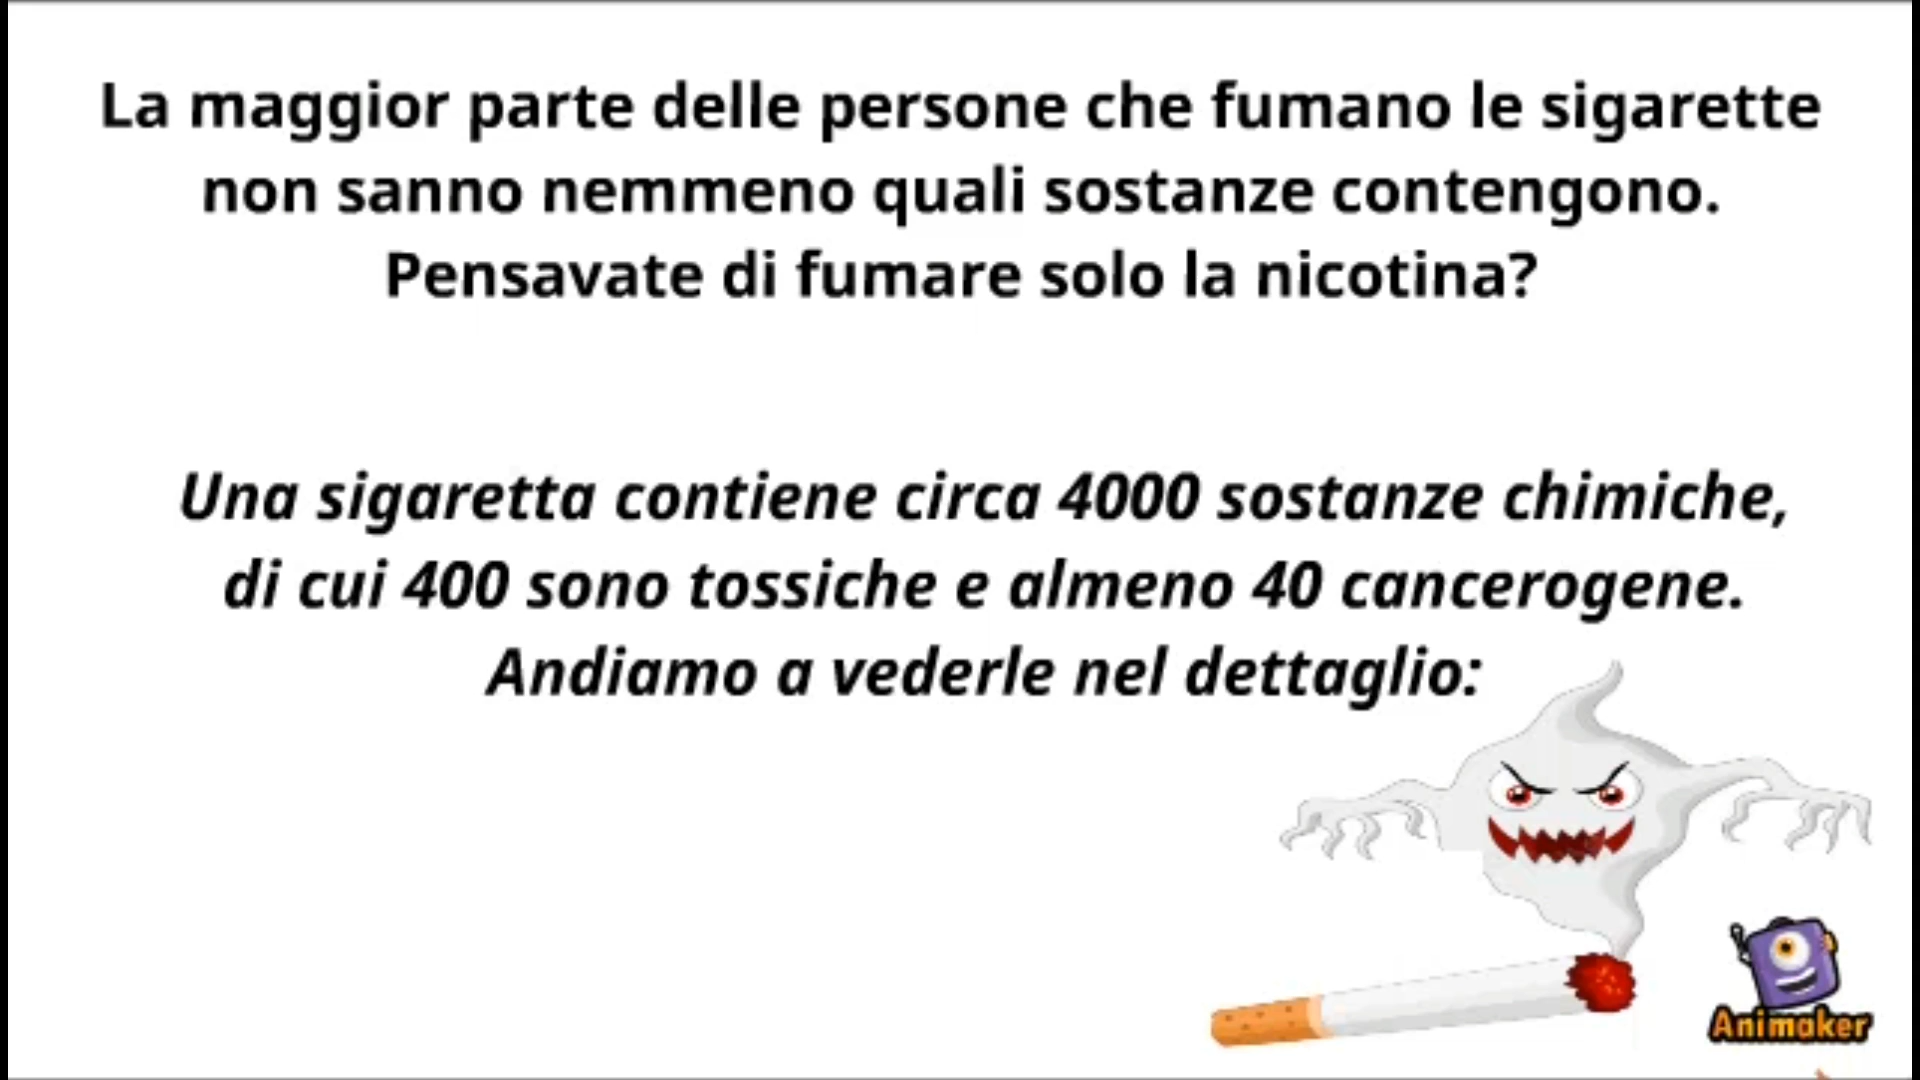 La maggior parte delle persone che fumano le sigarette
non sanno nemmeno quali sostanze contengono.
Pensavate di fumare solo la nicotina?
Una sigaretta contiene circa 4000 sostanze chimiche,
di cui 400 sono tossiche e almeno 40 cancerogene.
Andiamo a vederle nel dettaglio:
Animaker